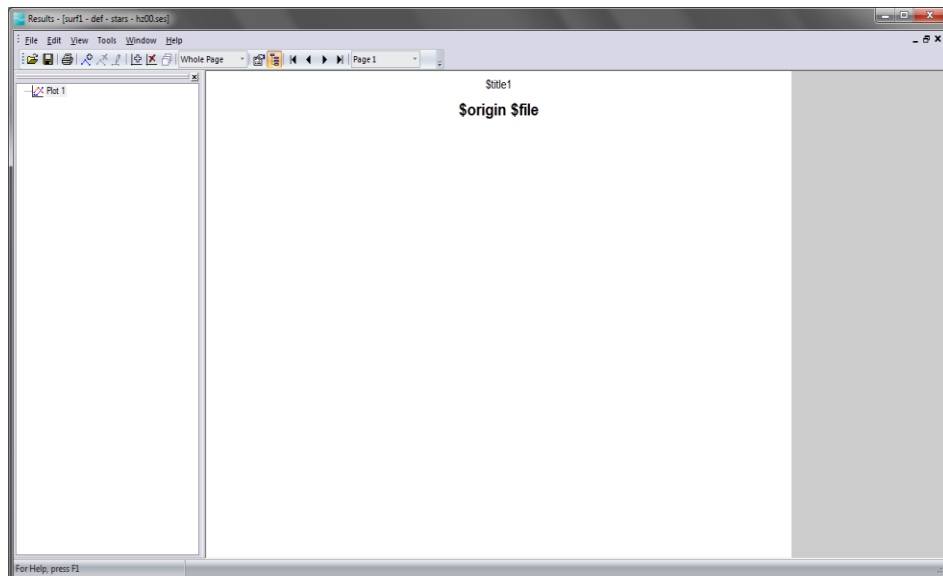 Results - [surf1 - def - stars - hz00.ses]
File Edit View Tools Window Help
Whole Page Page 1
Plot 1
$title1
$origin $file
For Help, press F1